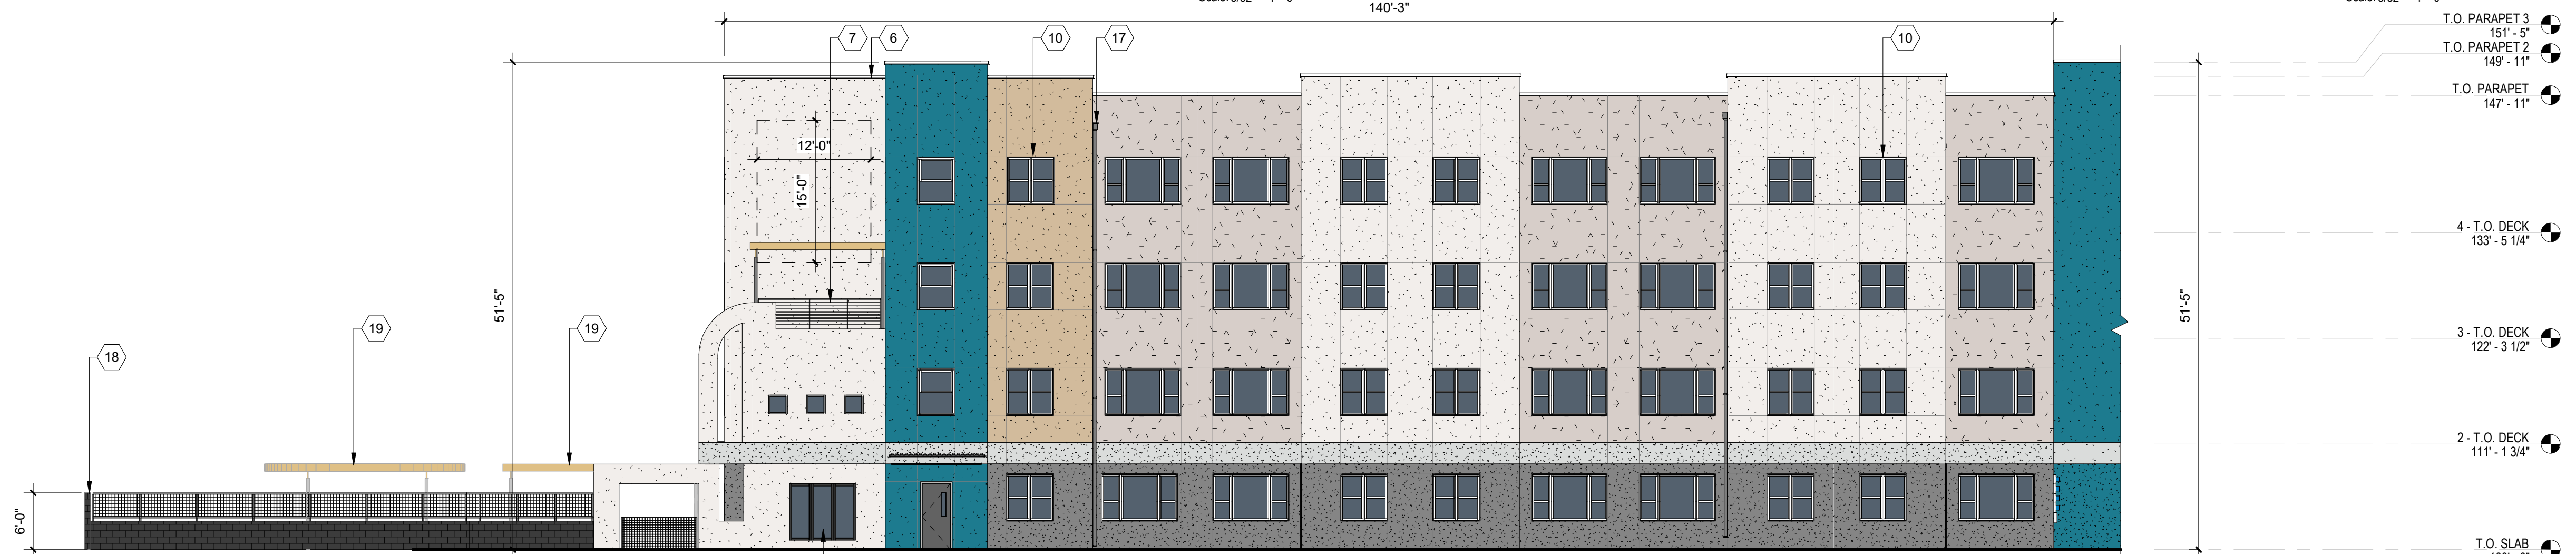 140'-3"
T.O. PARAPET 3
151' - 5"
7
6
10
17
10
T.O. PARAPET 2
149' - 11"
T.O. PARAPET
147' - 11"
12'-0"
15'-0"
4 - T.O. DECK
133' - 5 1/4"
51'-5"
51'-5"
19
19
18
3 - T.O. DECK
122' - 3 1/2"
2 - T.O. DECK
111' - 1 3/4"
6'-0"
T.O. SLAB